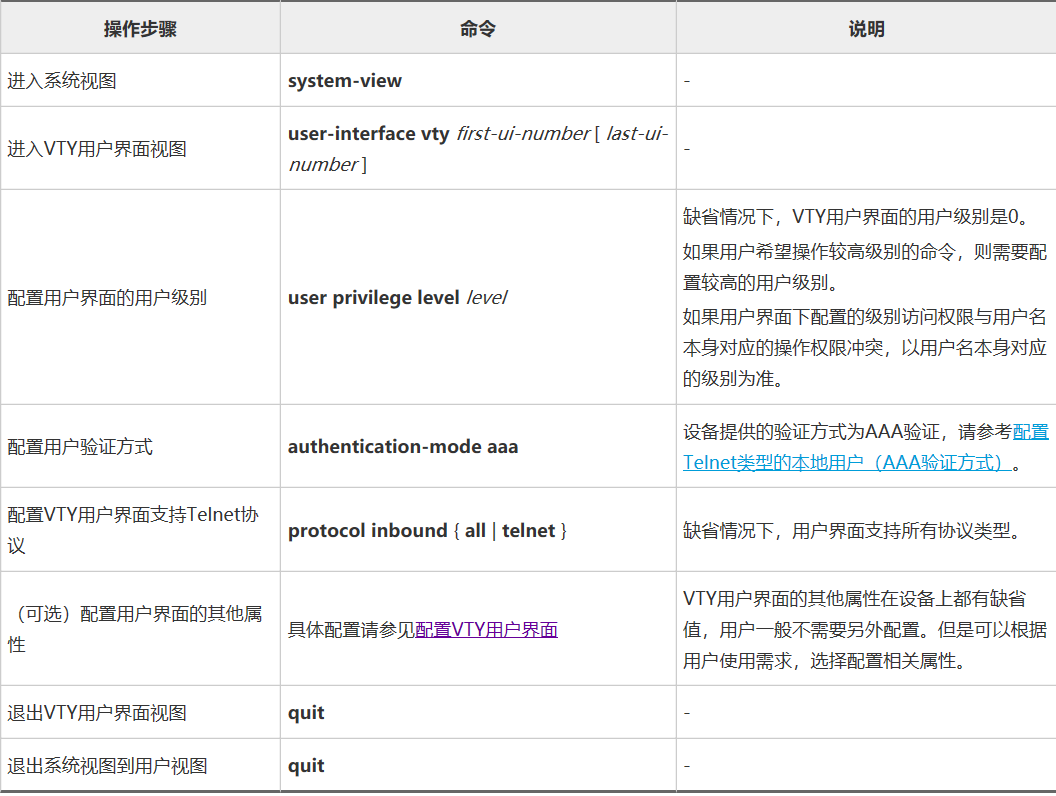 操作步骤 命令 说明
进入系统视图 system-view -
进入VTY用户界面视图 user-interface vty first-ui-number [ last-ui-
number ] -
配置用户界面的用户级别 user privilege level level
缺省情况下，VTY用户界面的用户级别是0。
如果用户希望操作较高级别的命令，则需要配
置较高的用户级别。
如果用户界面下配置的级别访问权限与用户名
本身对应的操作权限冲突，以用户名本身对应
的级别为准。
配置用户验证方式 authentication-mode aaa
设备提供的验证方式为AAA验证，请参考配置
Telnet类型的本地用户（AAA验证方式）。
配置VTY用户界面支持Telnet协
议
protocol inbound { all | telnet }
缺省情况下，用户界面支持所有协议类型。
（可选）配置用户界面的其他属
性
具体配置请参见配置VTY用户界面
VTY用户界面的其他属性在设备上都有缺省
值，用户一般不需要另外配置。但是可以根据
用户使用需求，选择配置相关属性。
退出VTY用户界面视图 quit -
退出系统视图到用户视图 quit -